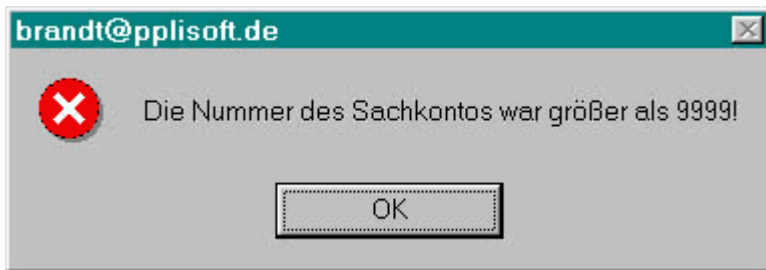 brandt@pplisoft.de
Die Nummer des Sachkontos war größer als 9999!
OK